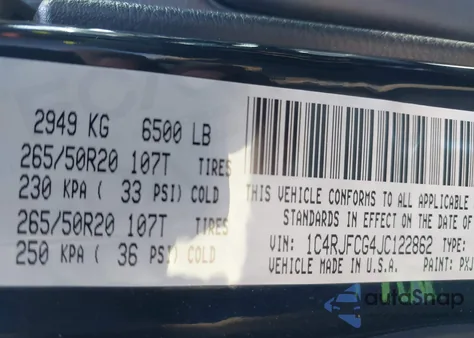 2949 KG 6500 LB
265/50R20 107T TIRES
230 KPA ( 33 PSI) COLD
265/50R20 107T TIRES
250 KPA ( 36 PSI) COLD
THIS VEHICLE CONFORMS TO ALL APPLICABLE
STANDARDS IN EFFECT ON THE DATE OF
VIN: 1C4RJFCG4JC122862
VEHICLE MADE IN U.S.A. PAINT: PXJ
autoSnap